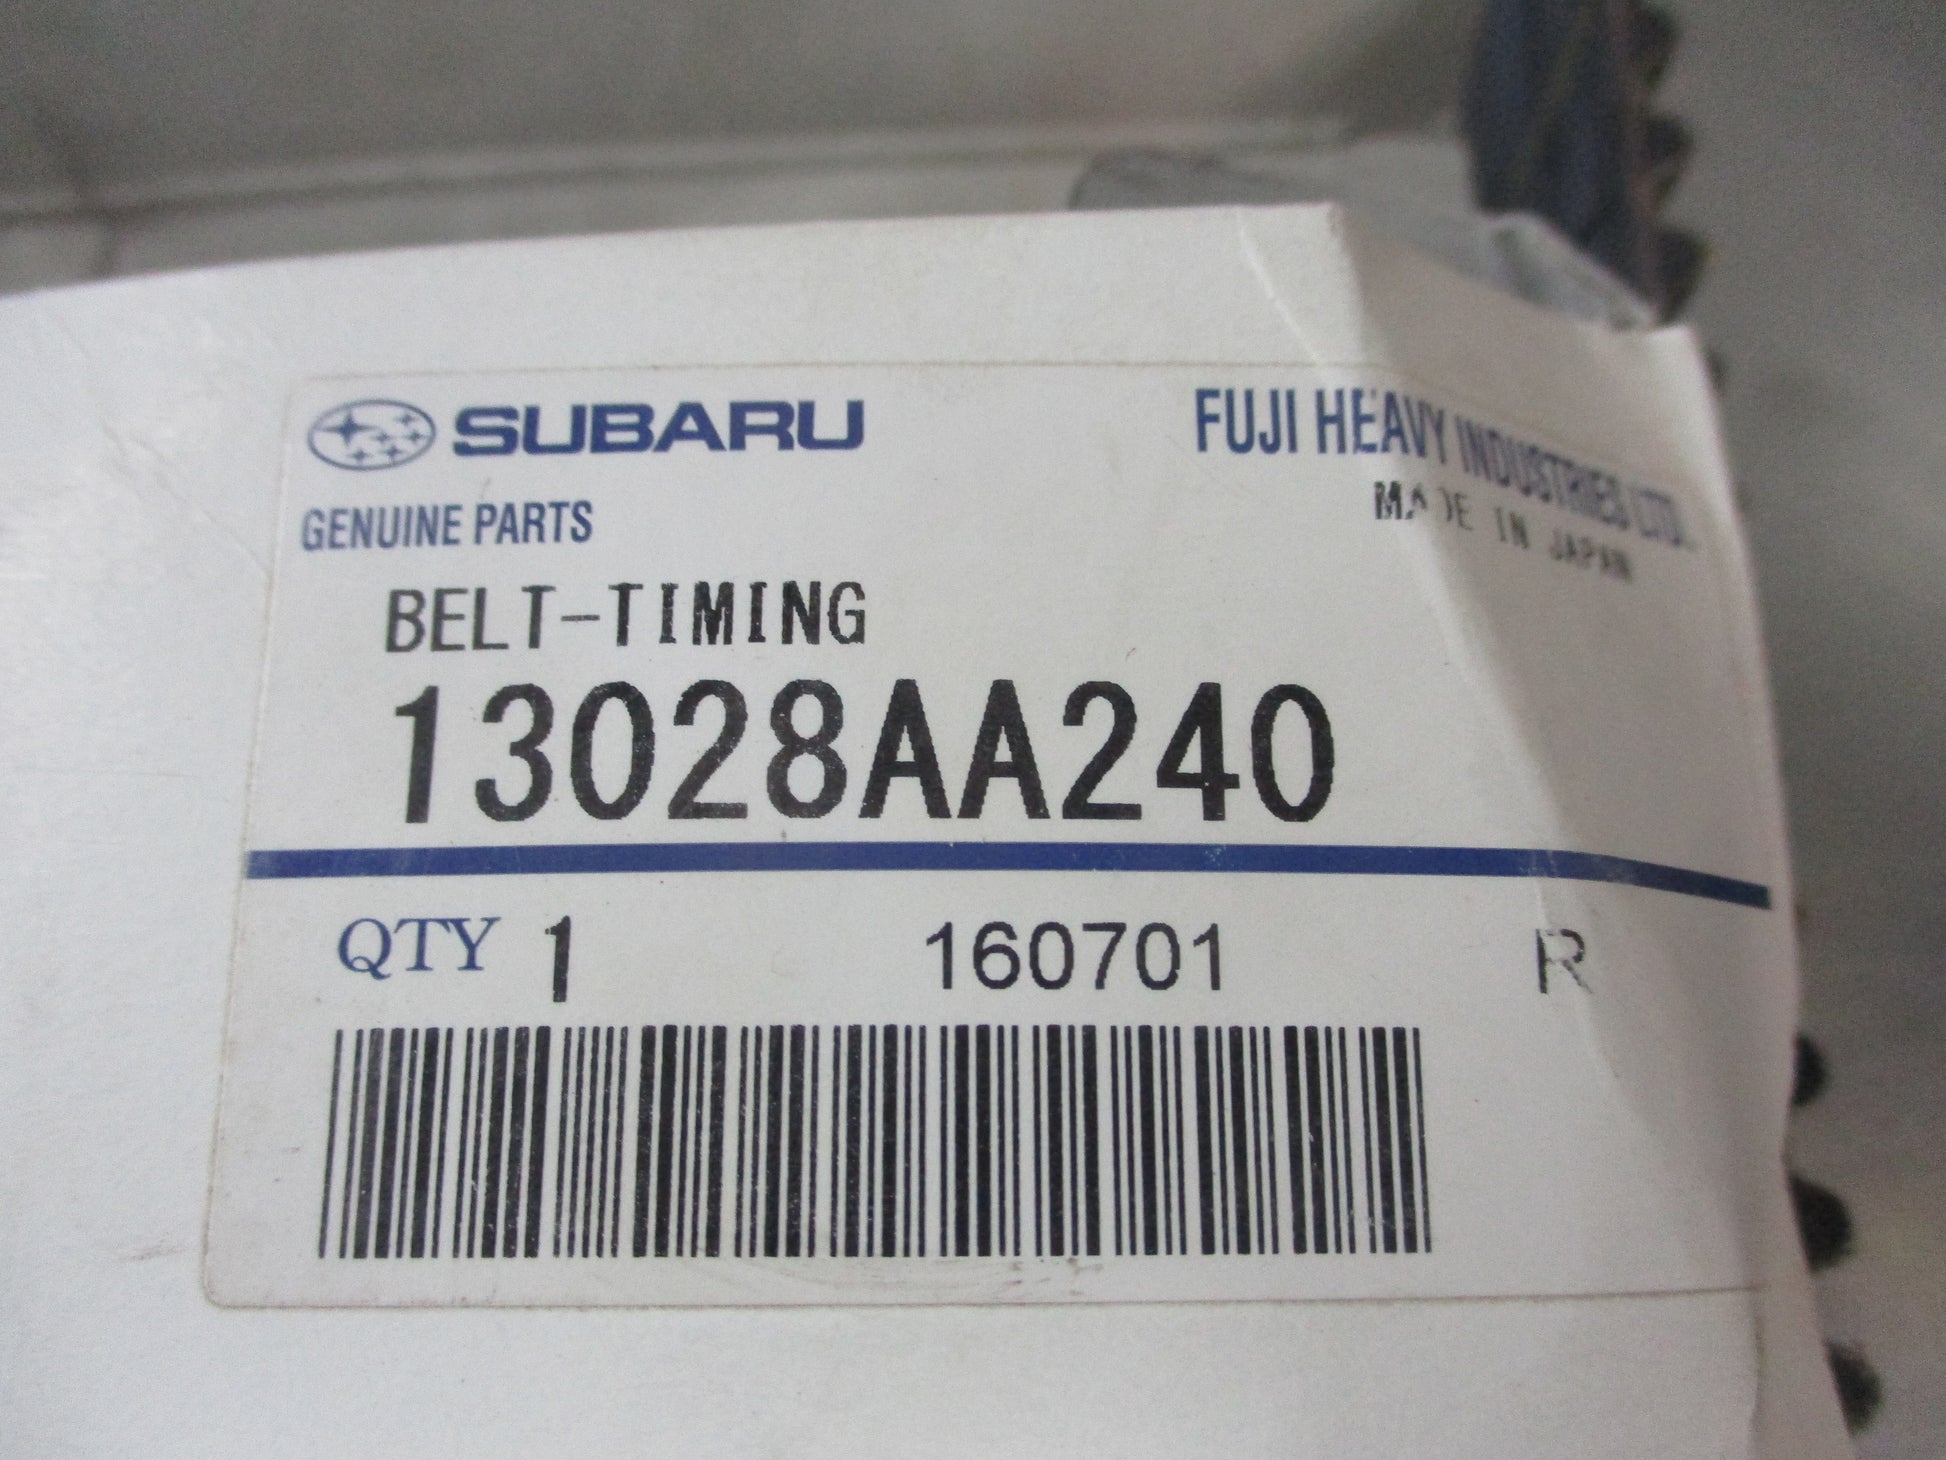 SUBARU FUJI HEAVY INDUSTRIES LTD.
MADE IN JAPAN
GENUINE PARTS
BELT-TIMING
13028AA240
QTY 1 160701 R